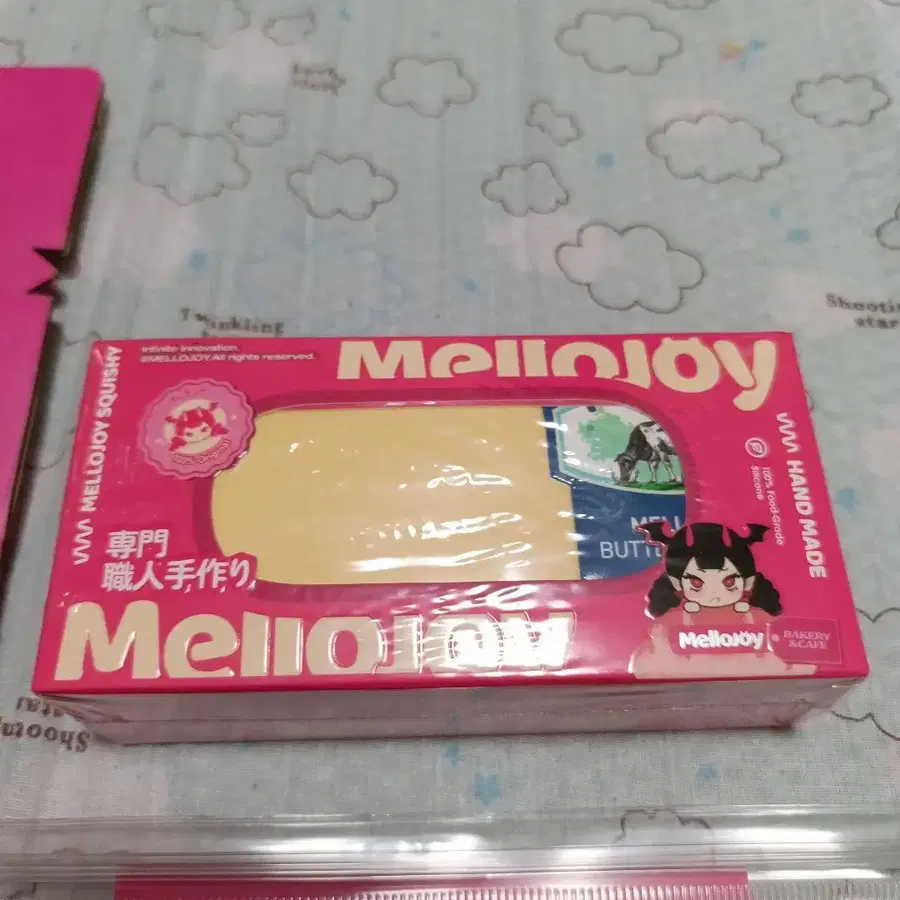 Twinkling
Shooting
star
Infinite innovation.
@MELLOJOY.All rights reserved.
MelloJoy
MELLOJOY SQUISHY
HAND MADE
100% Food-Grade
Silicone
専門
職人手作り
BUTT
MelloJoy
MelloJoy
BAKERY
&CAFE